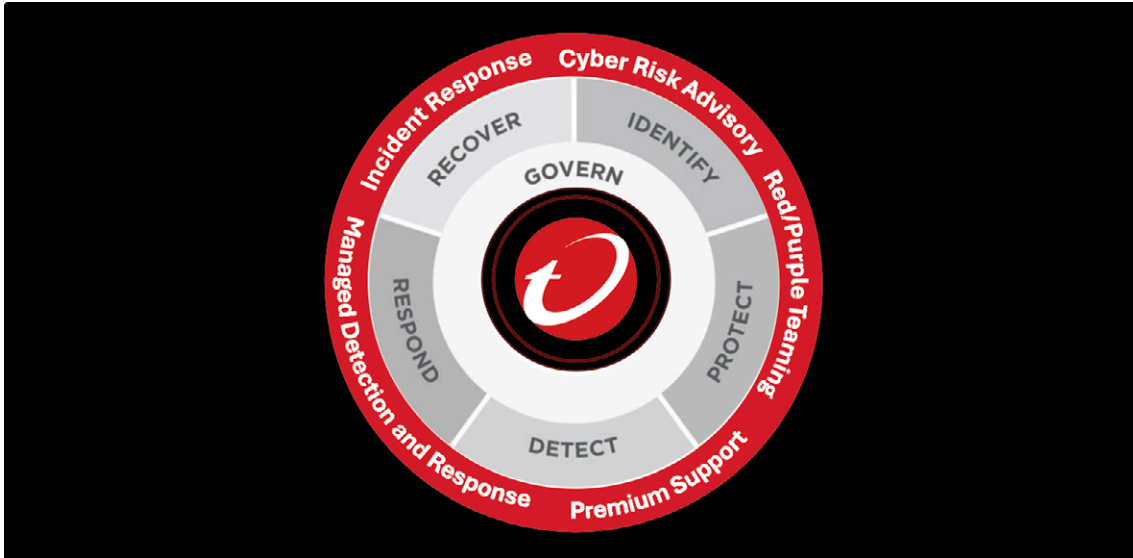 Cyber Risk Advisory
Red/Purple Teaming
Premium Support
Managed Detection and Response
Incident Response
IDENTIFY
PROTECT
DETECT
RESPOND
RECOVER
GOVERN